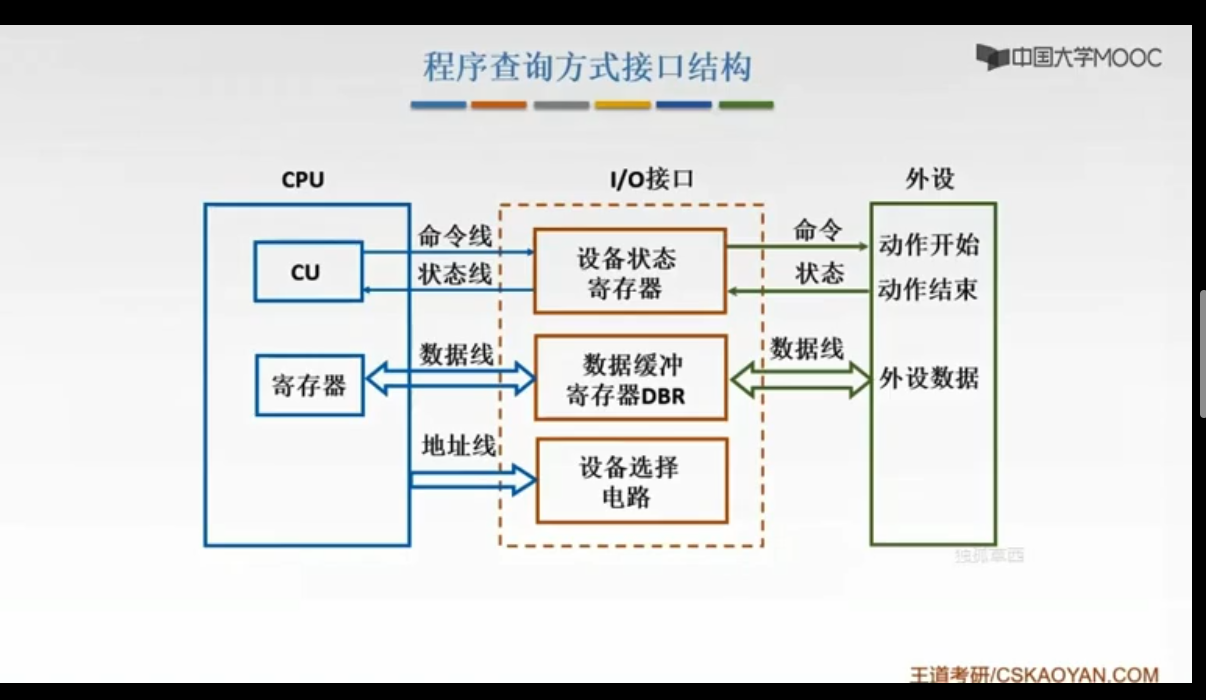 程序查询方式接口结构
中国大学MOOC
CPU
I/O接口
外设
命令线
命令
CU
设备状态
寄存器
动作开始
状态线
状态
动作结束
数据线
数据线
寄存器
数据缓冲
寄存器DBR
外设数据
地址线
设备选择
电路
王道考研/CSKAOYAN.COM